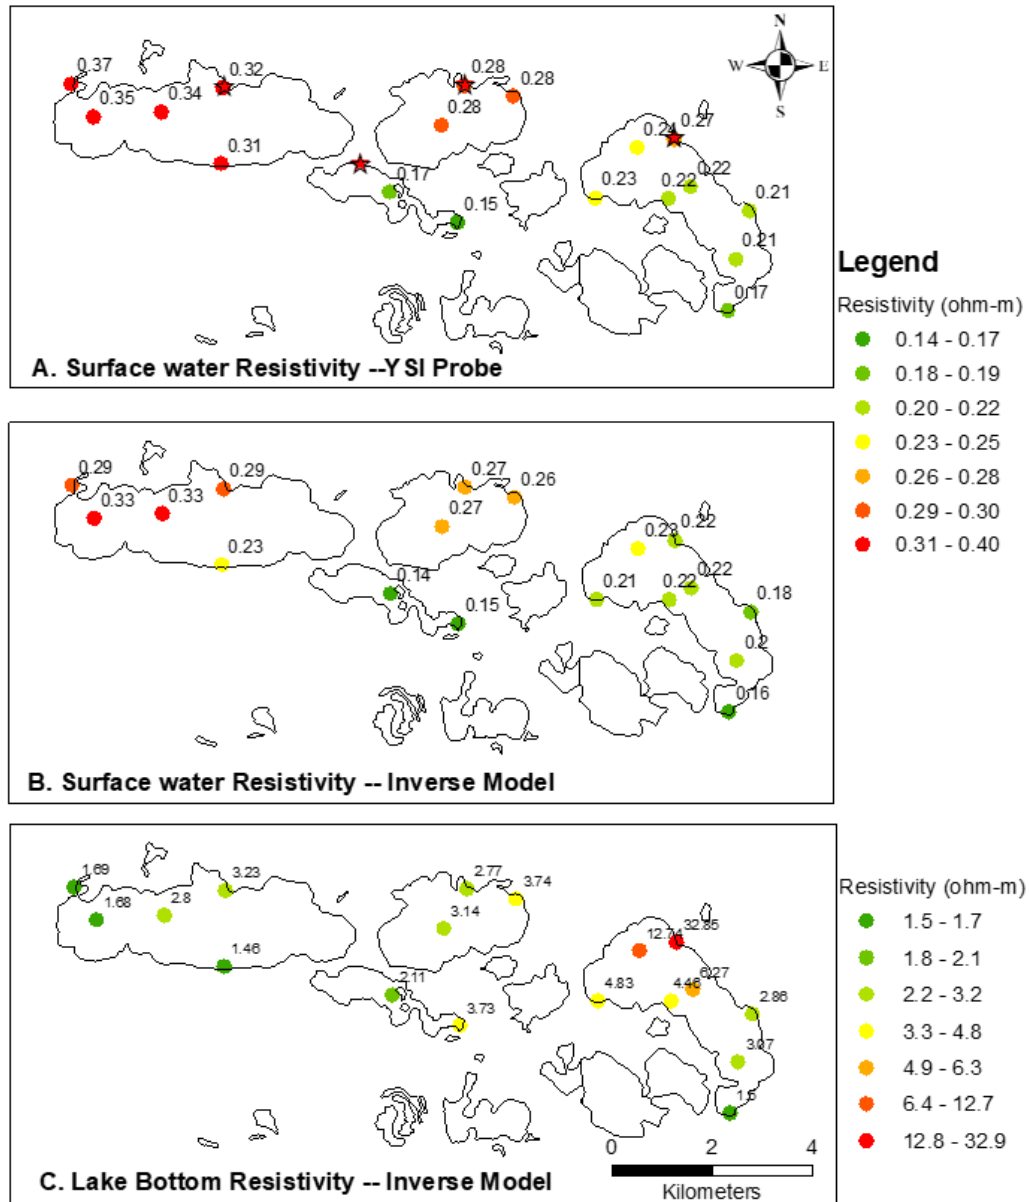 N
W E
S
0.37
0.32
0.35
0.34
0.31
0.28
0.28
0.28
0.17
0.15
0.24
0.27
0.23
0.22
0.22
0.21
0.21
0.17
A. Surface water Resistivity --YSI Probe
Legend
Resistivity (ohm-m)
0.14 - 0.17
0.18 - 0.19
0.20 - 0.22
0.23 - 0.25
0.26 - 0.28
0.29 - 0.30
0.31 - 0.40
0.29
0.29
0.33
0.33
0.23
0.27
0.26
0.27
0.14
0.15
0.23
0.22
0.21
0.22
0.22
0.18
0.2
0.16
B. Surface water Resistivity -- Inverse Model
1.69
3.23
1.68
2.8
1.46
2.77
3.74
3.14
2.11
3.73
12.74
32.85
4.83
4.46
6.27
2.86
3.07
1.5
0 2 4
Kilometers
C. Lake Bottom Resistivity -- Inverse Model
Resistivity (ohm-m)
1.5 - 1.7
1.8 - 2.1
2.2 - 3.2
3.3 - 4.8
4.9 - 6.3
6.4 - 12.7
12.8 - 32.9